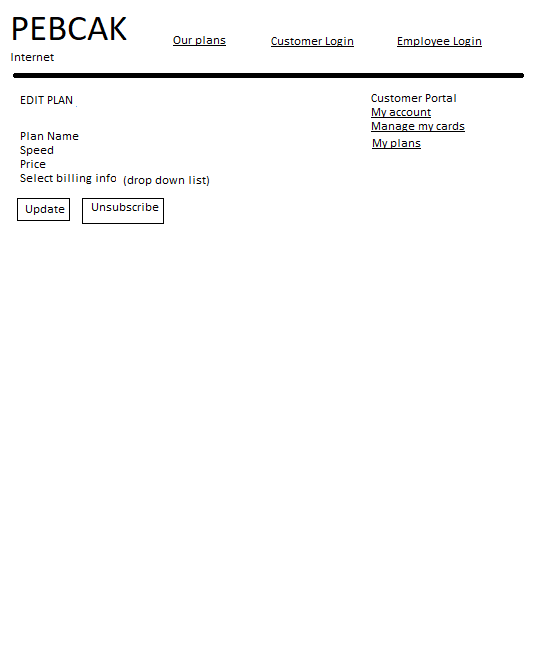 PEBCAK
Internet
Our plans
Customer Login
Employee Login
EDIT PLAN
Plan Name
Speed
Price
Select billing info (drop down list)
Update
Unsubscribe
Customer Portal
My account
Manage my cards
My plans